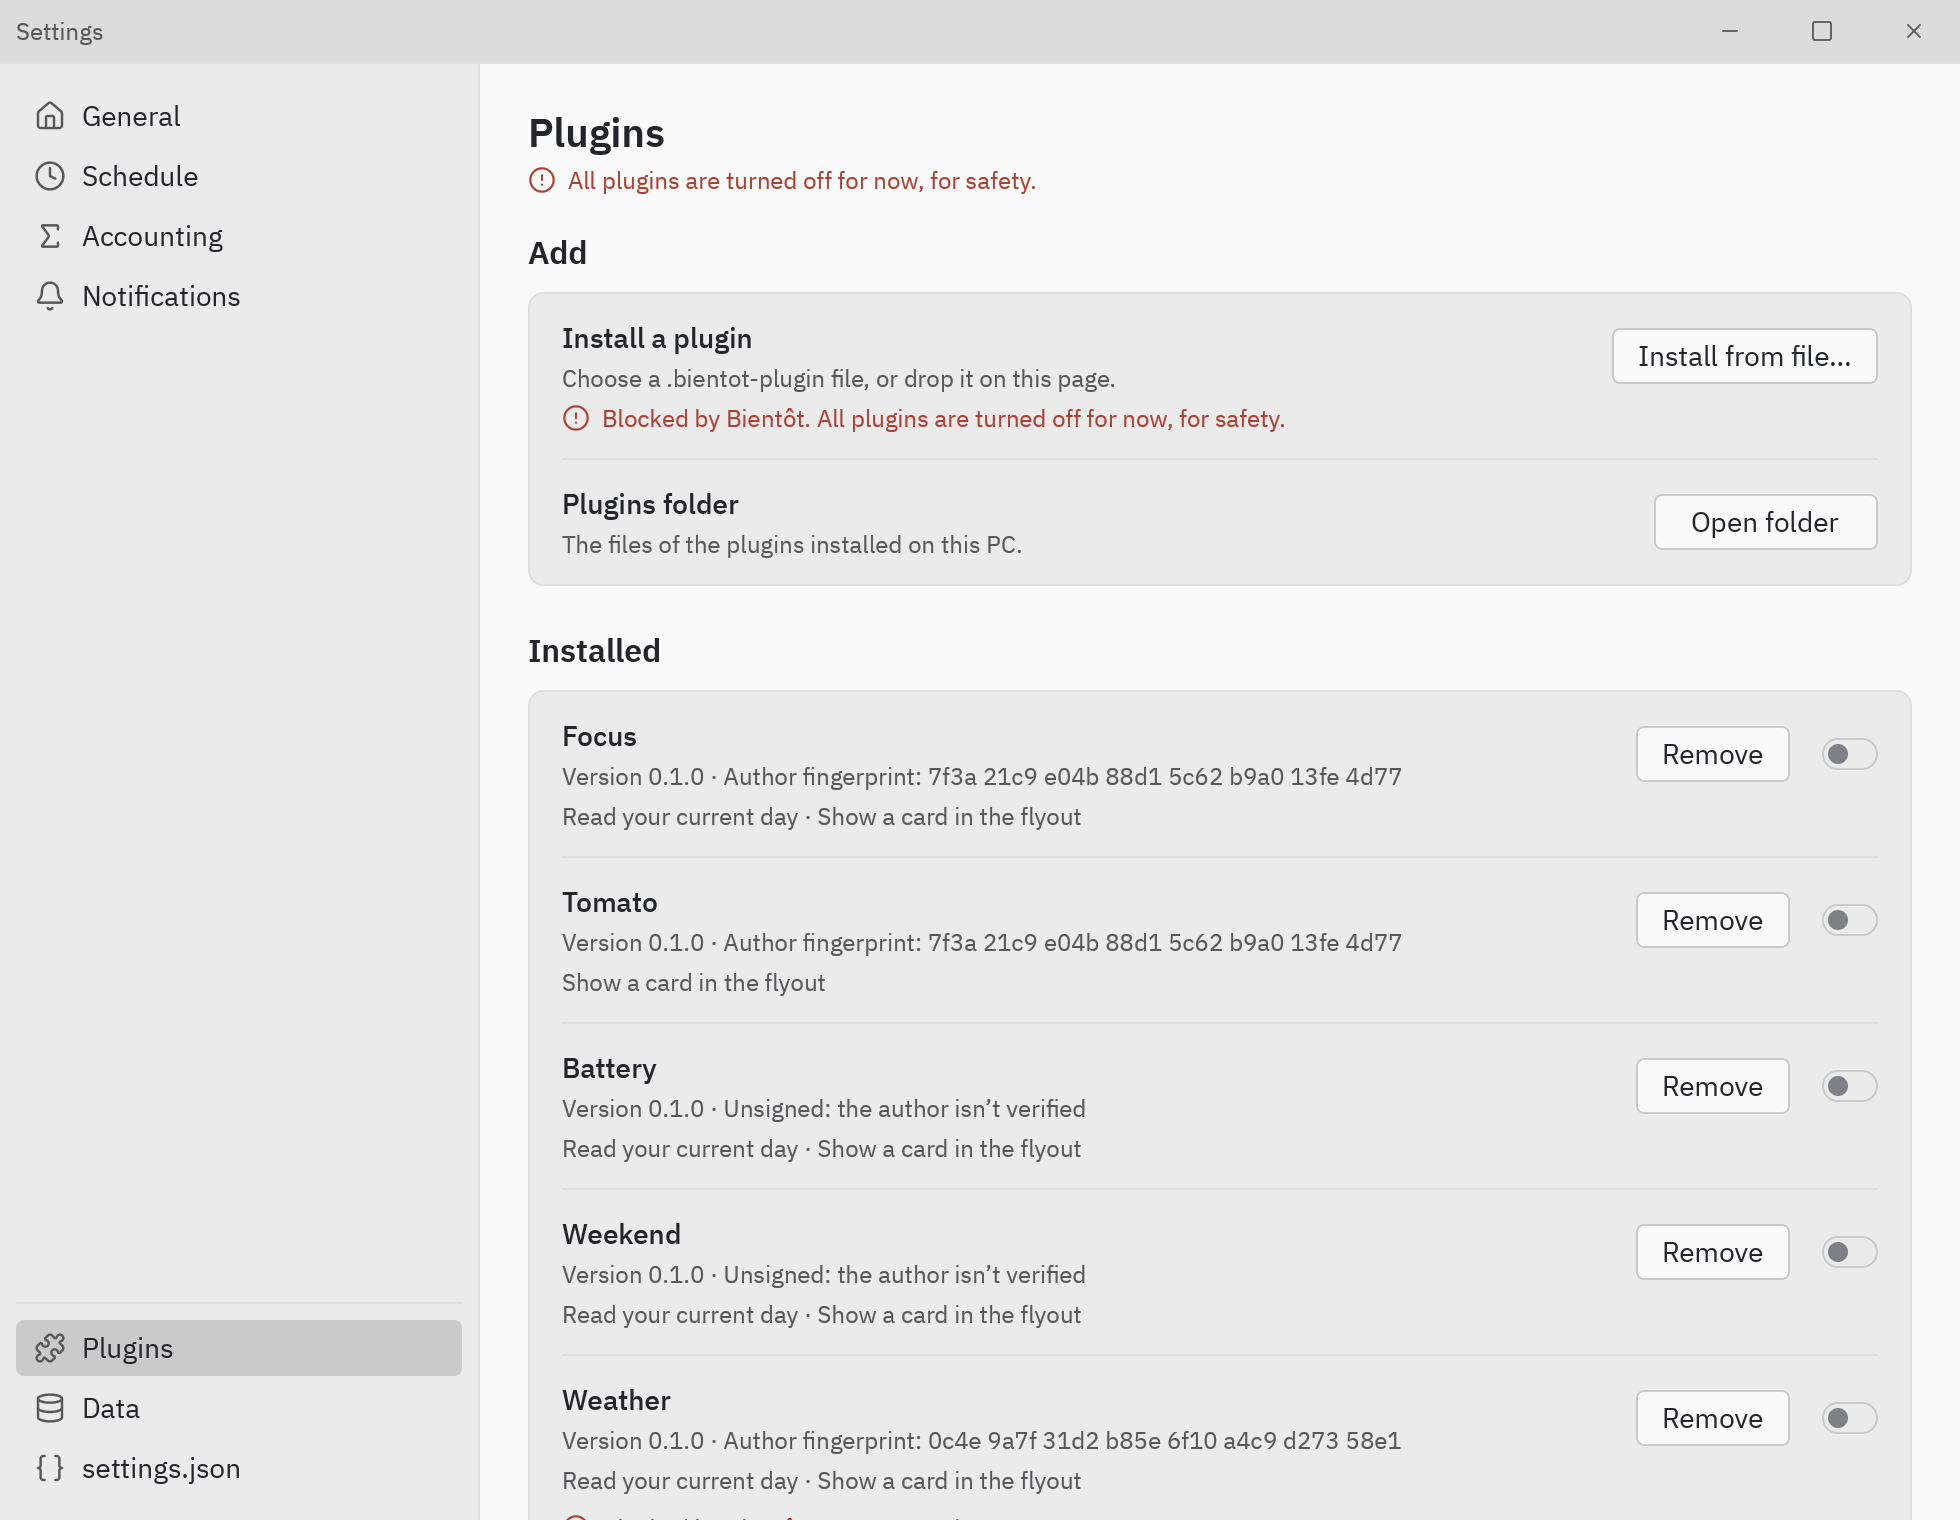 Settings
General
Schedule
Accounting
Notifications
Plugins
Data
settings.json
Plugins
All plugins are turned off for now, for safety.
Add
Install a plugin
Choose a .bientot-plugin file, or drop it on this page.
Blocked by Bientôt. All plugins are turned off for now, for safety.
Install from file...
Plugins folder
The files of the plugins installed on this PC.
Open folder
Installed
Focus
Version 0.1.0 · Author fingerprint: 7f3a 21c9 e04b 88d1 5c62 b9a0 13fe 4d77
Read your current day · Show a card in the flyout
Remove
Tomato
Version 0.1.0 · Author fingerprint: 7f3a 21c9 e04b 88d1 5c62 b9a0 13fe 4d77
Show a card in the flyout
Remove
Battery
Version 0.1.0 · Unsigned: the author isn’t verified
Read your current day · Show a card in the flyout
Remove
Weekend
Version 0.1.0 · Unsigned: the author isn’t verified
Read your current day · Show a card in the flyout
Remove
Weather
Version 0.1.0 · Author fingerprint: 0c4e 9a7f 31d2 b85e 6f10 a4c9 d273 58e1
Read your current day · Show a card in the flyout
Remove